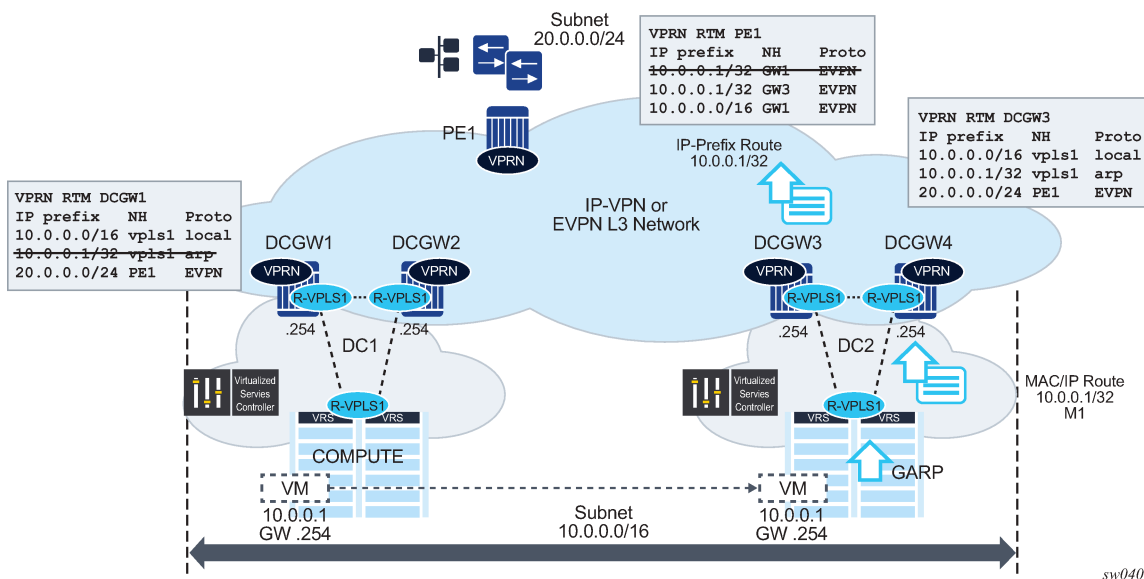 Subnet
20.0.0.0/24
VPRN RTM PE1
IP prefix NH Proto
10.0.0.1/32 GW1 EVPN
10.0.0.1/32 GW3 EVPN
10.0.0.0/16 GW1 EVPN
PE1
VPRN
VPRN RTM DCGW3
IP prefix NH Proto
10.0.0.0/16 vpls1 local
10.0.0.1/32 vpls1 arp
20.0.0.0/24 PE1 EVPN
IP-Prefix Route
10.0.0.1/32
VPRN RTM DCGW1
IP prefix NH Proto
10.0.0.0/16 vpls1 local
10.0.0.1/32 vpls1 arp
20.0.0.0/24 PE1 EVPN
IP-VPN or
EVPN L3 Network
DCGW1 DCGW2
VPRN VPRN
R-VPLS1 R-VPLS1
.254 .254
DC1
DCGW3 DCGW4
VPRN VPRN
R-VPLS1 R-VPLS1
.254 .254
DC2
Virtualized
Servies
Controller
R-VPLS1
VRS VRS
COMPUTE
VM
10.0.0.1
GW .254
Virtualized
Servies
Controller
R-VPLS1
VRS VRS
MAC/IP Route
10.0.0.1/32
M1
GARP
VM
10.0.0.1
GW .254
Subnet
10.0.0.0/16
sw040